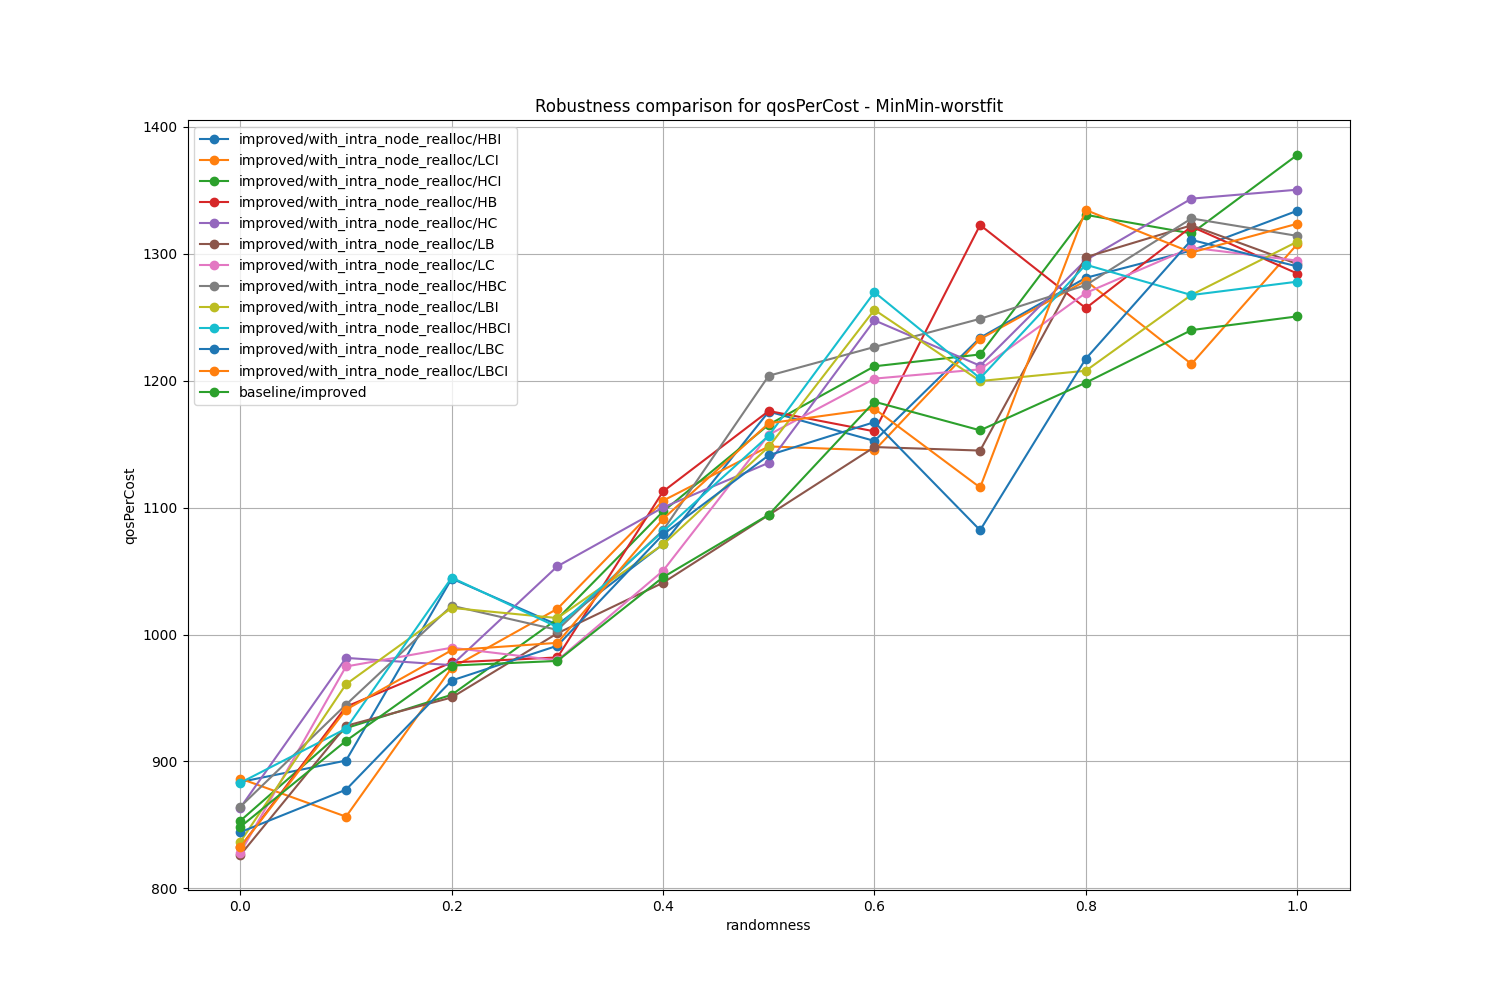 Robustness comparison for qosPerCost - MinMin-worstfit
1400
1300
1200
1100
1000
900
800
qosPerCost
improved/with_intra_node_realloc/HBI
improved/with_intra_node_realloc/LCI
improved/with_intra_node_realloc/HCI
improved/with_intra_node_realloc/HB
improved/with_intra_node_realloc/HC
improved/with_intra_node_realloc/LB
improved/with_intra_node_realloc/LC
improved/with_intra_node_realloc/HBC
improved/with_intra_node_realloc/LBI
improved/with_intra_node_realloc/HBCI
improved/with_intra_node_realloc/LBC
improved/with_intra_node_realloc/LBCI
baseline/improved
0.0 0.2 0.4 0.6 0.8 1.0
randomness